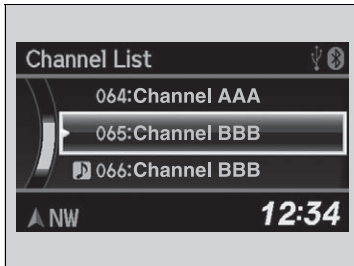 Channel List
064:Channel AAA
065:Channel BBB
066:Channel BBB
NW
12:34